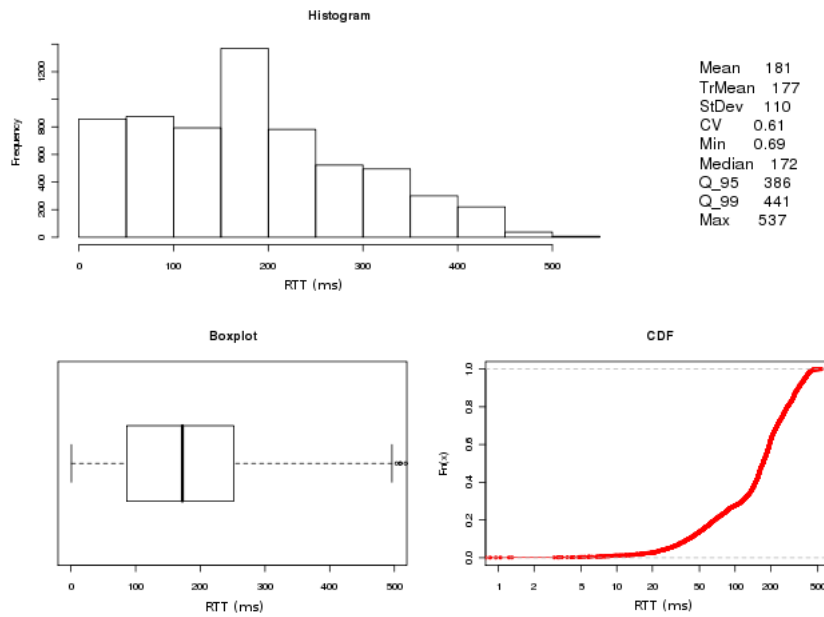 Histogram
Frequency
0 200 400 600 800 1200
0 100 200 300 400 500
RTT (ms)
Mean 181
TrMean 177
StDev 110
CV 0.61
Min 0.69
Median 172
Q_95 386
Q_99 441
Max 537
Boxplot
0 100 200 300 400 500
RTT (ms)
CDF
Fn(x)
0.0 0.2 0.4 0.6 0.8 1.0
1 2 5 10 20 50 100 200 500
RTT (ms)